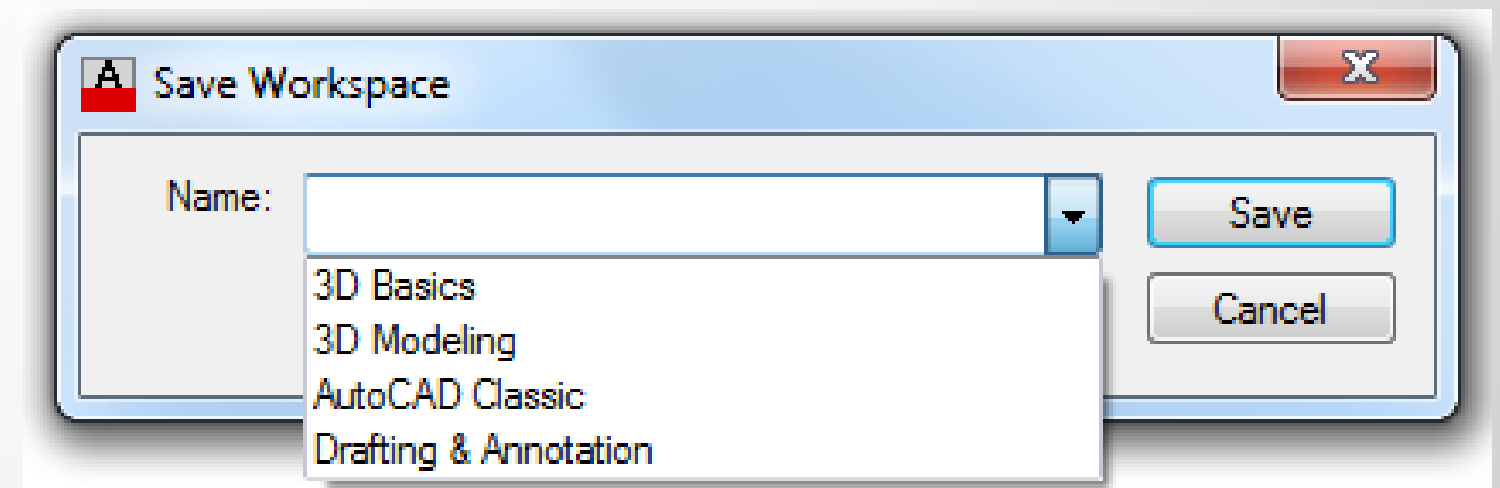 A Save Workspace
Name:
Save
Cancel
3D Basics
3D Modeling
AutoCAD Classic
Drafting & Annotation